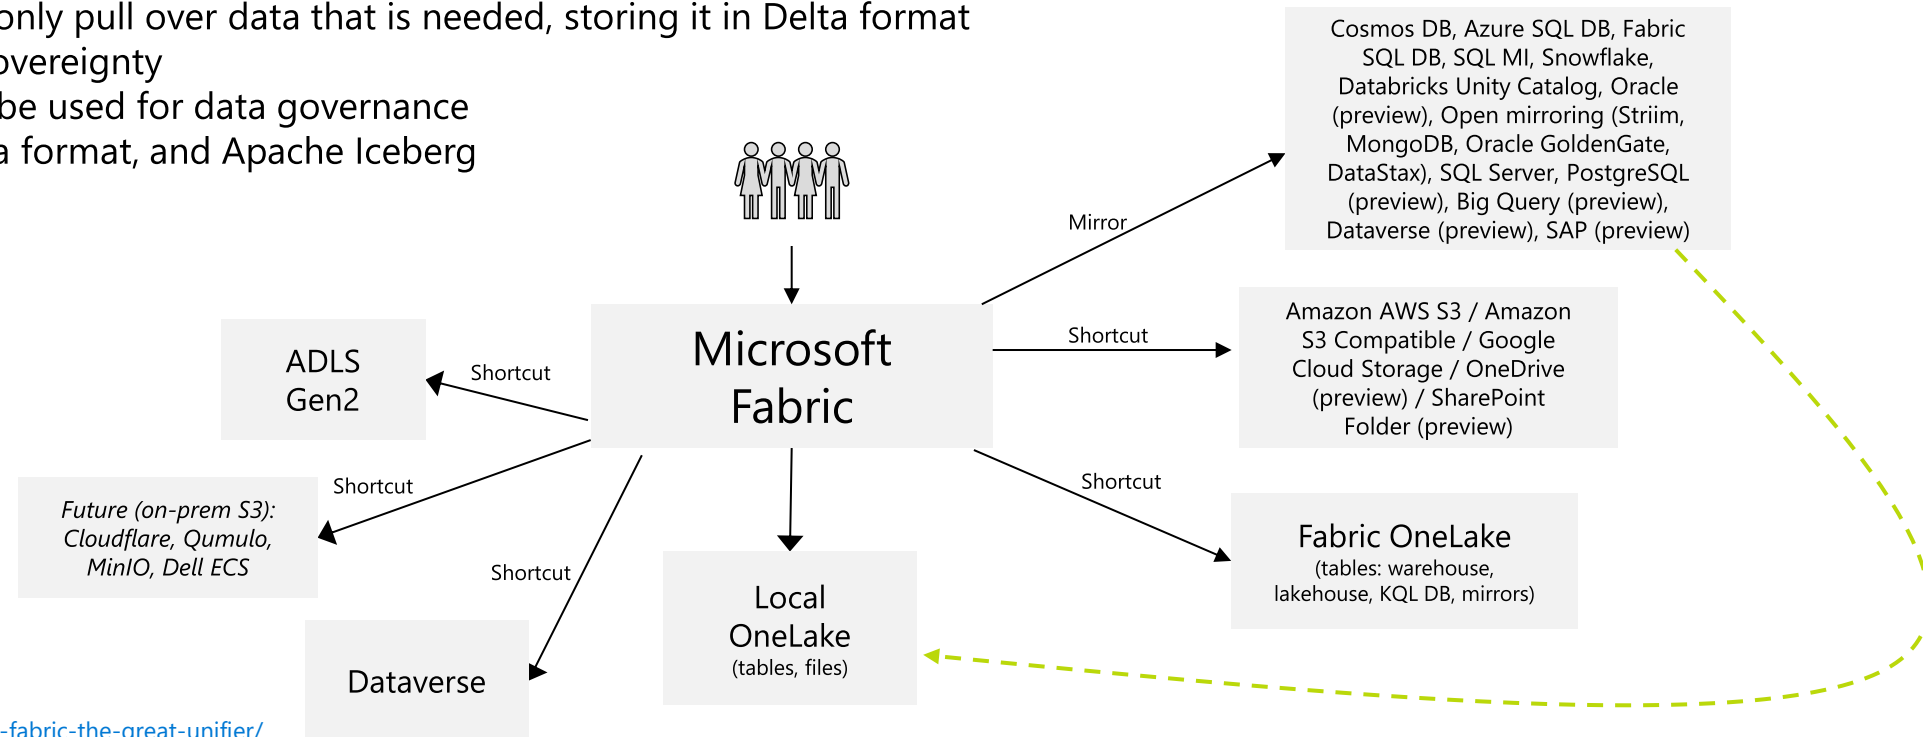 only pull over data that is needed, storing it in Delta format
overeignty
be used for data governance
a format, and Apache Iceberg
Cosmos DB, Azure SQL DB, Fabric
SQL DB, SQL MI, Snowflake,
Databricks Unity Catalog, Oracle
(preview), Open mirroring (Striim,
MongoDB, Oracle GoldenGate,
DataStax), SQL Server, PostgreSQL
(preview), Big Query (preview),
Dataverse (preview), SAP (preview)
Mirror
Microsoft
Fabric
Shortcut
Amazon AWS S3 / Amazon
S3 Compatible / Google
Cloud Storage / OneDrive
(preview) / SharePoint
Folder (preview)
ADLS
Gen2
Shortcut
Shortcut
Future (on-prem S3):
Cloudflare, Qumulo,
MinIO, Dell ECS
Shortcut
Fabric OneLake
(tables: warehouse,
lakehouse, KQL DB, mirrors)
Shortcut
Dataverse
Local
OneLake
(tables, files)
-fabric-the-great-unifier/